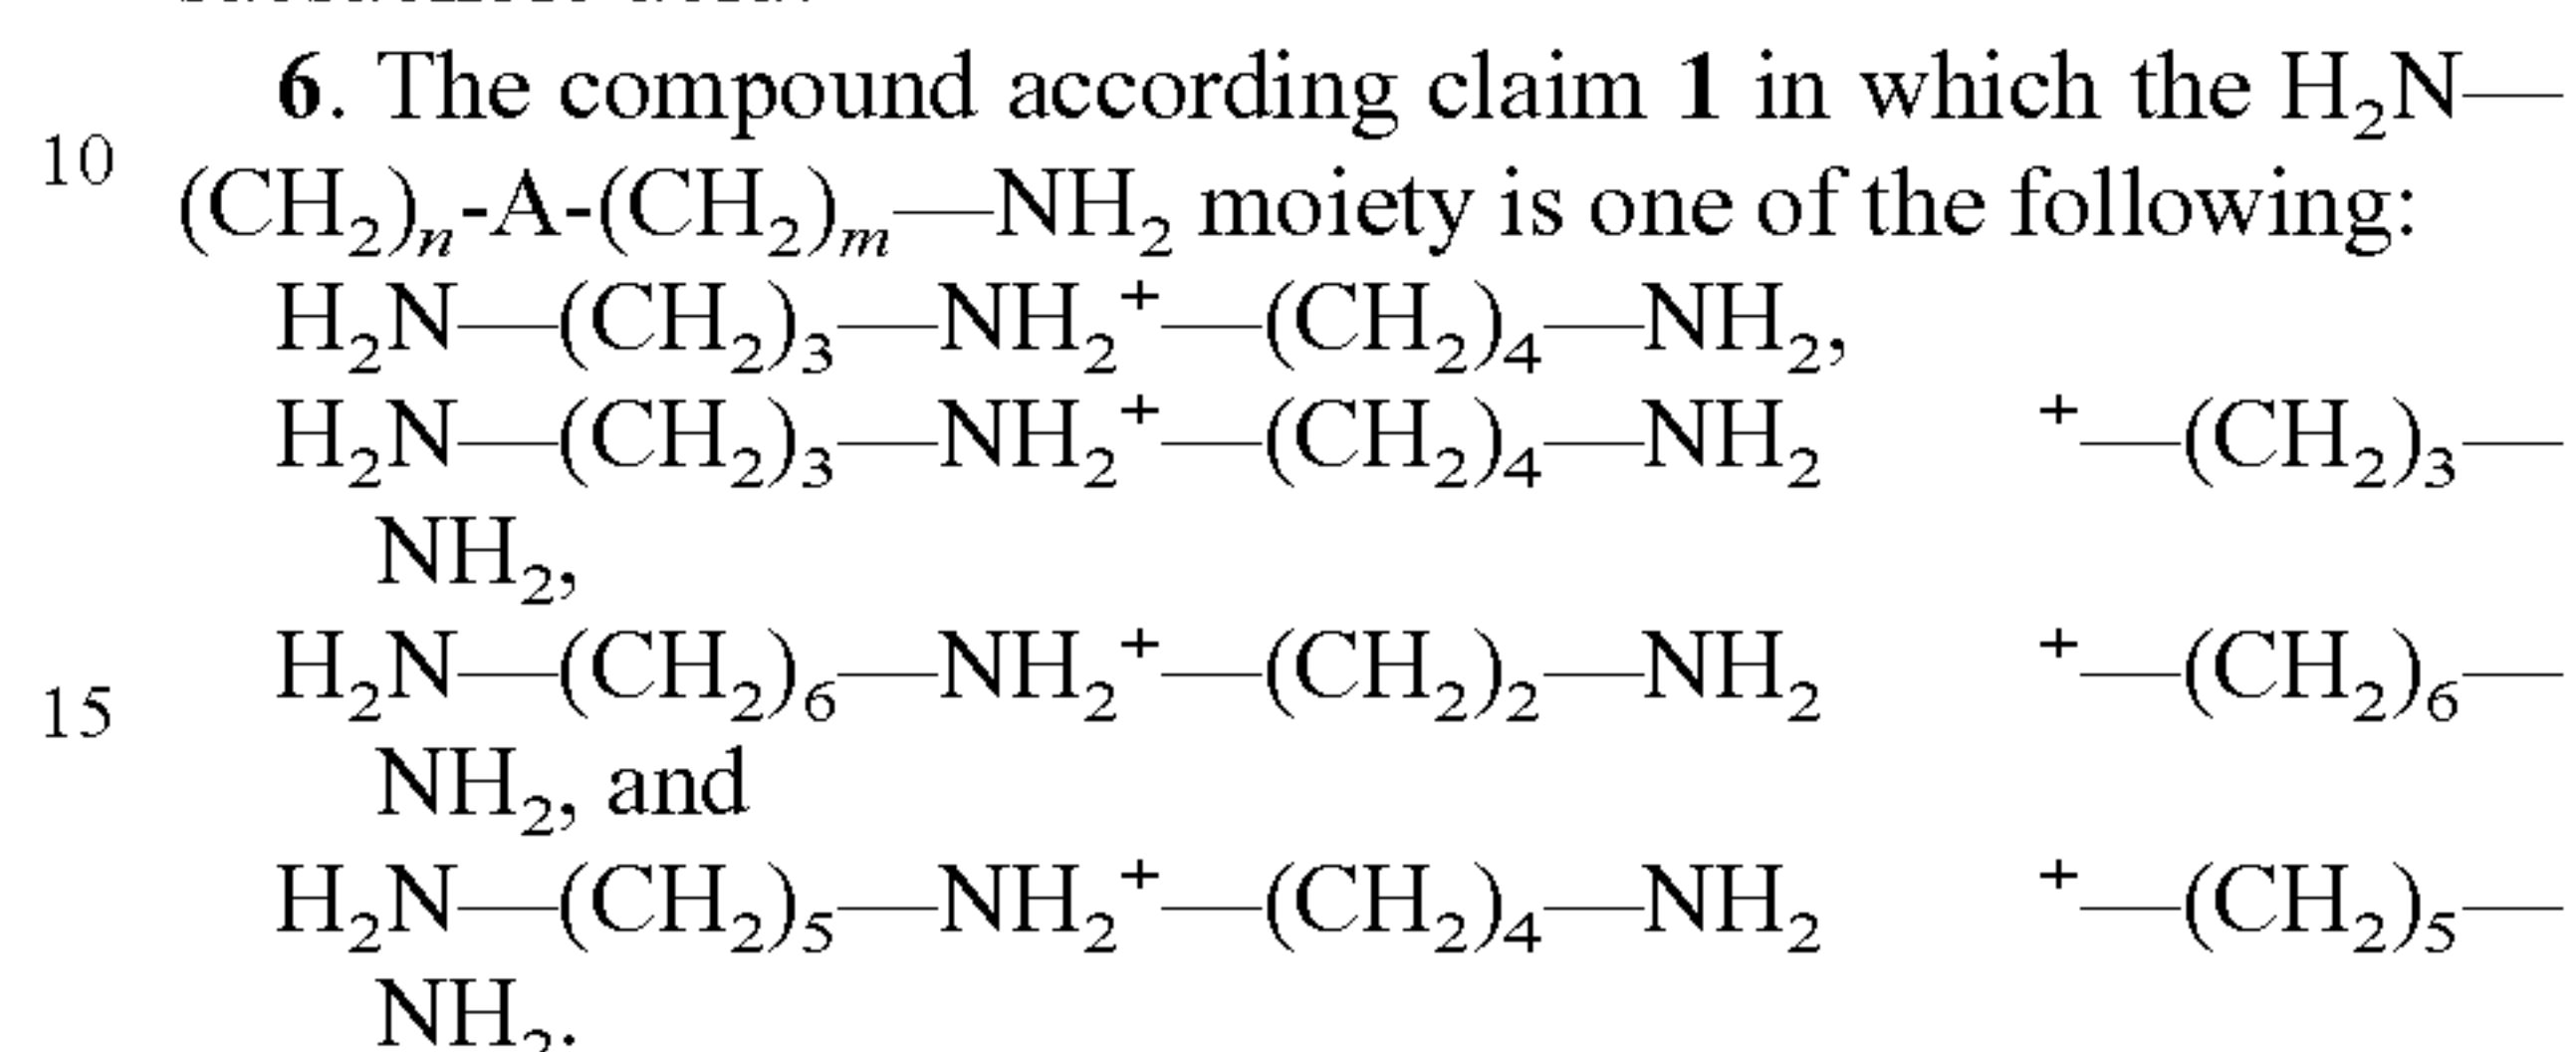 6. The compound according claim 1 in which the H₂N—
10 (CH₂)ₙ-A-(CH₂)ₘ—NH₂ moiety is one of the following:
H₂N—(CH₂)₃—NH₂⁺—(CH₂)₄—NH₂,
H₂N—(CH₂)₃—NH₂⁺—(CH₂)₄—NH₂ ⁺—(CH₂)₃—
NH₂,
15 H₂N—(CH₂)₆—NH₂⁺—(CH₂)₂—NH₂ ⁺—(CH₂)₆—
NH₂, and
H₂N—(CH₂)₅—NH₂⁺—(CH₂)₄—NH₂ ⁺—(CH₂)₅—
NH₂.